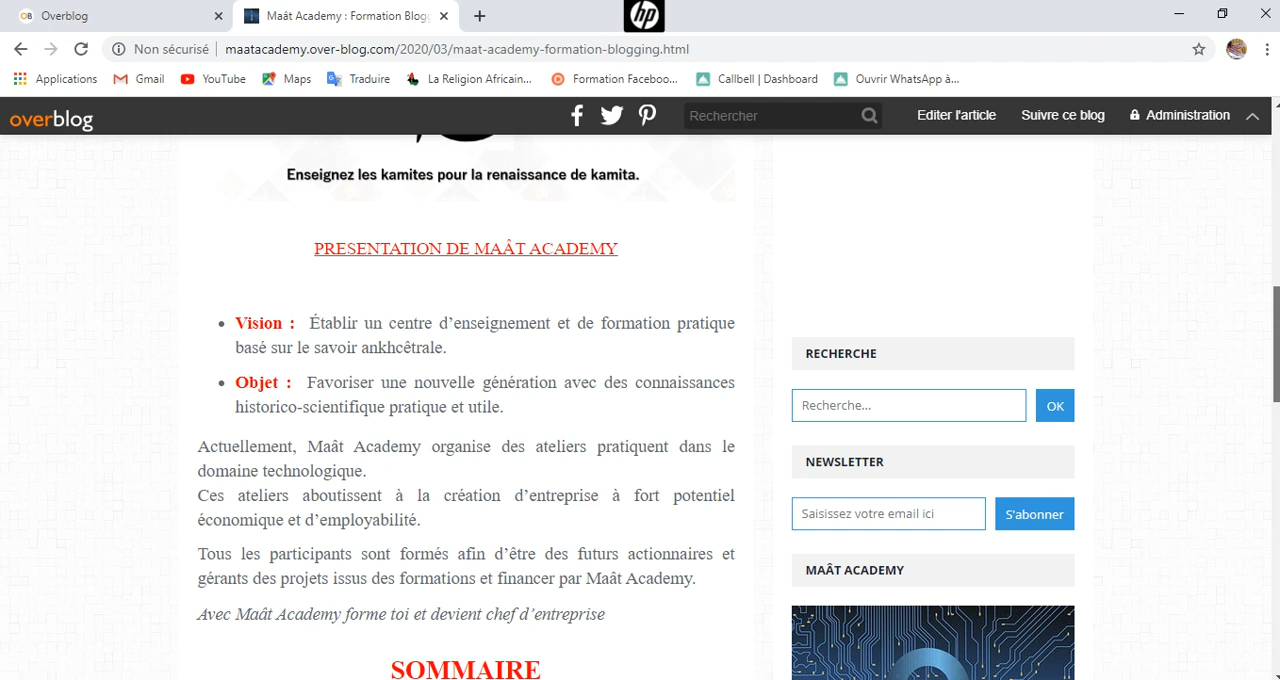 OB Overblog
Maât Academy : Formation Blogg
hp
Non sécurisé
maatacademy.over-blog.com/2020/03/maat-academy-formation-blogging.html
Applications
Gmail
YouTube
Maps
Traduire
La Religion Africain...
Formation Faceboo...
Callbell | Dashboard
Ouvrir WhatsApp à...
overblog
Rechercher
Editer l'article
Suivre ce blog
Administration
Enseignez les kamites pour la renaissance de kamita.
PRESENTATION DE MAÂT ACADEMY
• Vision : Établir un centre d’enseignement et de formation pratique
basé sur le savoir ankhcêtrale.
• Objet : Favoriser une nouvelle génération avec des connaissances
historico-scientifique pratique et utile.
Actuellement, Maât Academy organise des ateliers pratiquent dans le
domaine technologique.
Ces ateliers aboutissent à la création d’entreprise à fort potentiel
économique et d’employabilité.
Tous les participants sont formés afin d’être des futurs actionnaires et
gérants des projets issus des formations et financer par Maât Academy.
Avec Maât Academy forme toi et devient chef d’entreprise
SOMMAIRE
RECHERCHE
Recherche...
OK
NEWSLETTER
Saisissez votre email ici
S'abonner
MAÂT ACADEMY